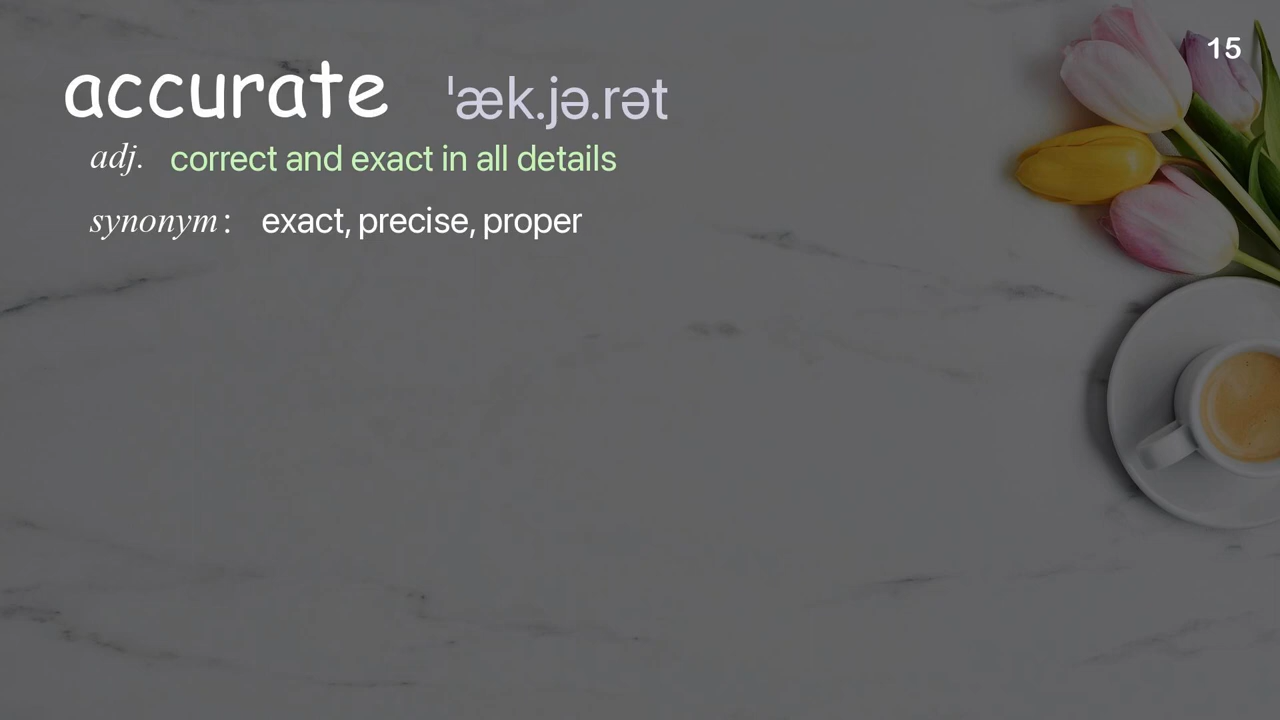 15
accurate ˈæk.jə.rət
adj. correct and exact in all details
synonym: exact, precise, proper